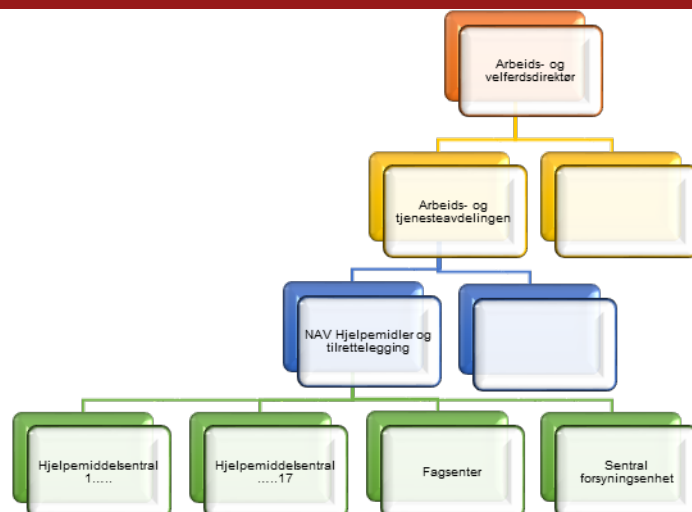 Arbeids- og
velferdsdirektør
Arbeids- og
tjenesteavdelingen
NAV Hjelpemidler og
tilrettelegging
Hjelpemiddelsentral
1.....
Hjelpemiddelsentral
.....17
Fagsenter
Sentral
forsyningsenhet